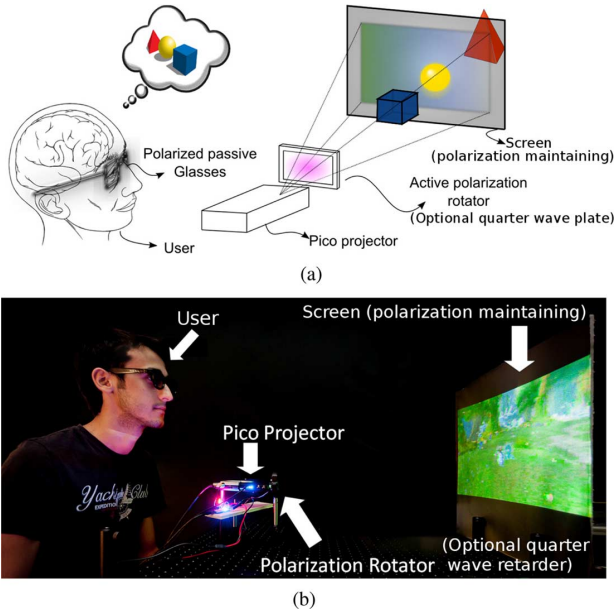 Polarized passive
Glasses
User
Pico projector
Screen
(polarization maintaining)
Active polarization
rotator
(Optional quarter wave plate)
(a)
User
Screen (polarization maintaining)
Pico Projector
Polarization Rotator
(Optional quarter
wave retarder)
(b)